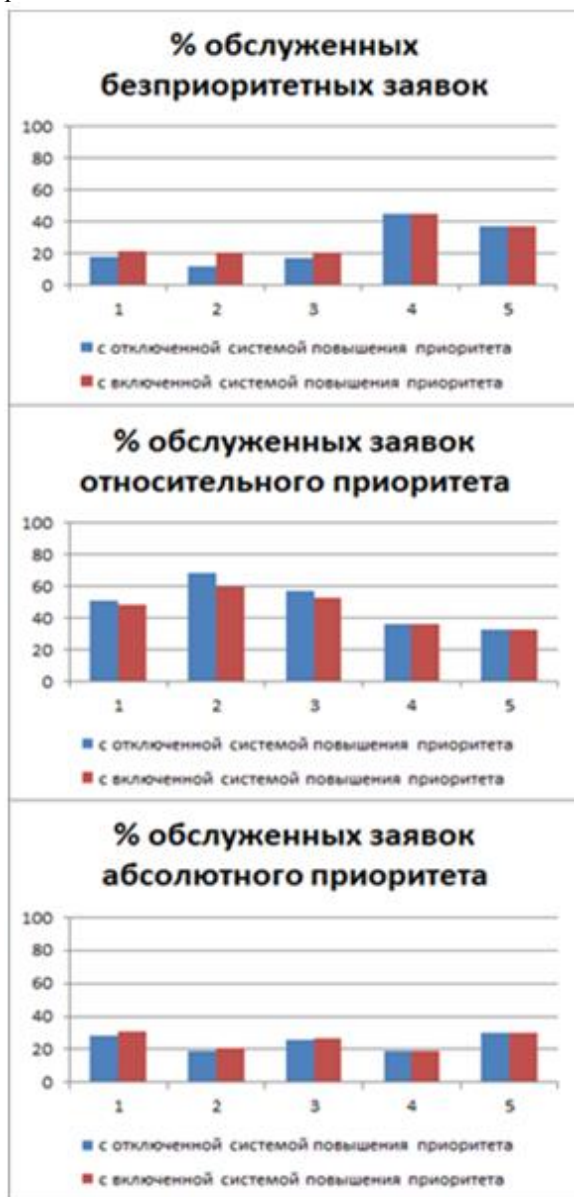 % обслуженных
безприоритетных заявок
100
80
60
40
20
0
1 2 3 4 5
с отключенной системой повышения приоритета
с включенной системой повышения приоритета
% обслуженных заявок
относительного приоритета
100
80
60
40
20
0
1 2 3 4 5
с отключенной системой повышения приоритета
с включенной системой повышения приоритета
% обслуженных заявок
абсолютного приоритета
100
80
60
40
20
0
1 2 3 4 5
с отключенной системой повышения приоритета
с включенной системой повышения приоритета